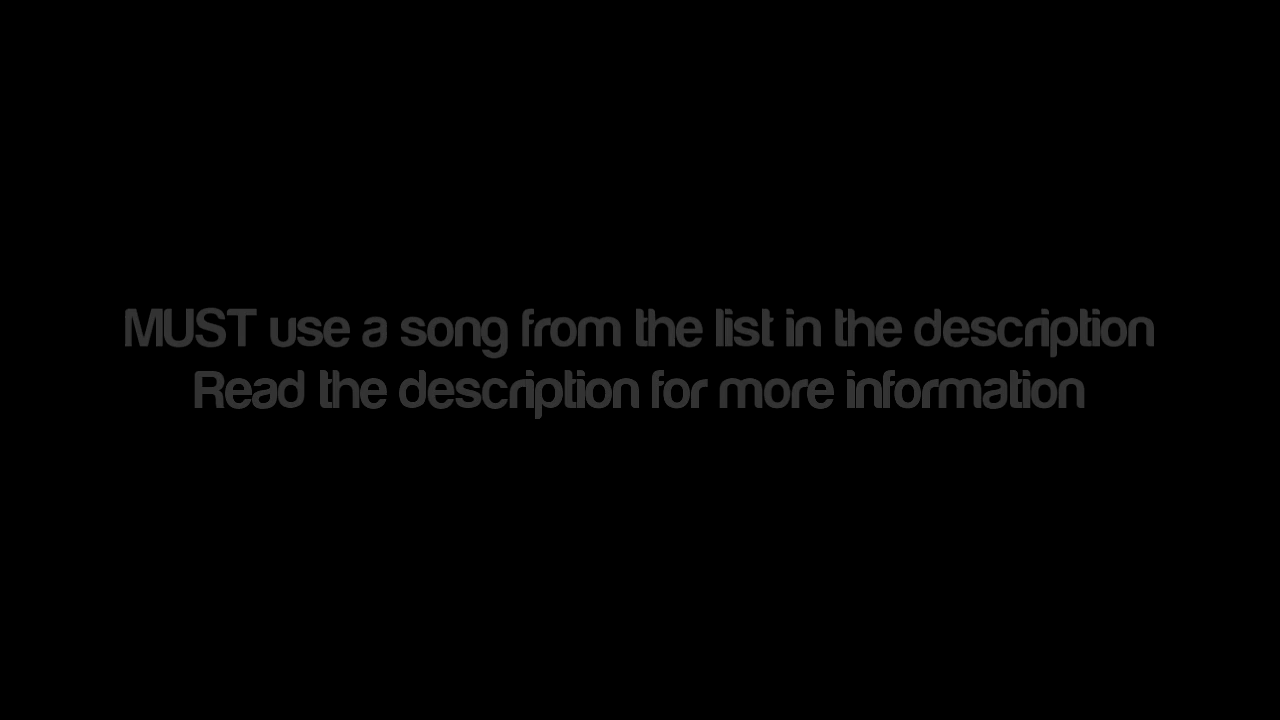 MUST use a song from the list in the description
Read the description for more information